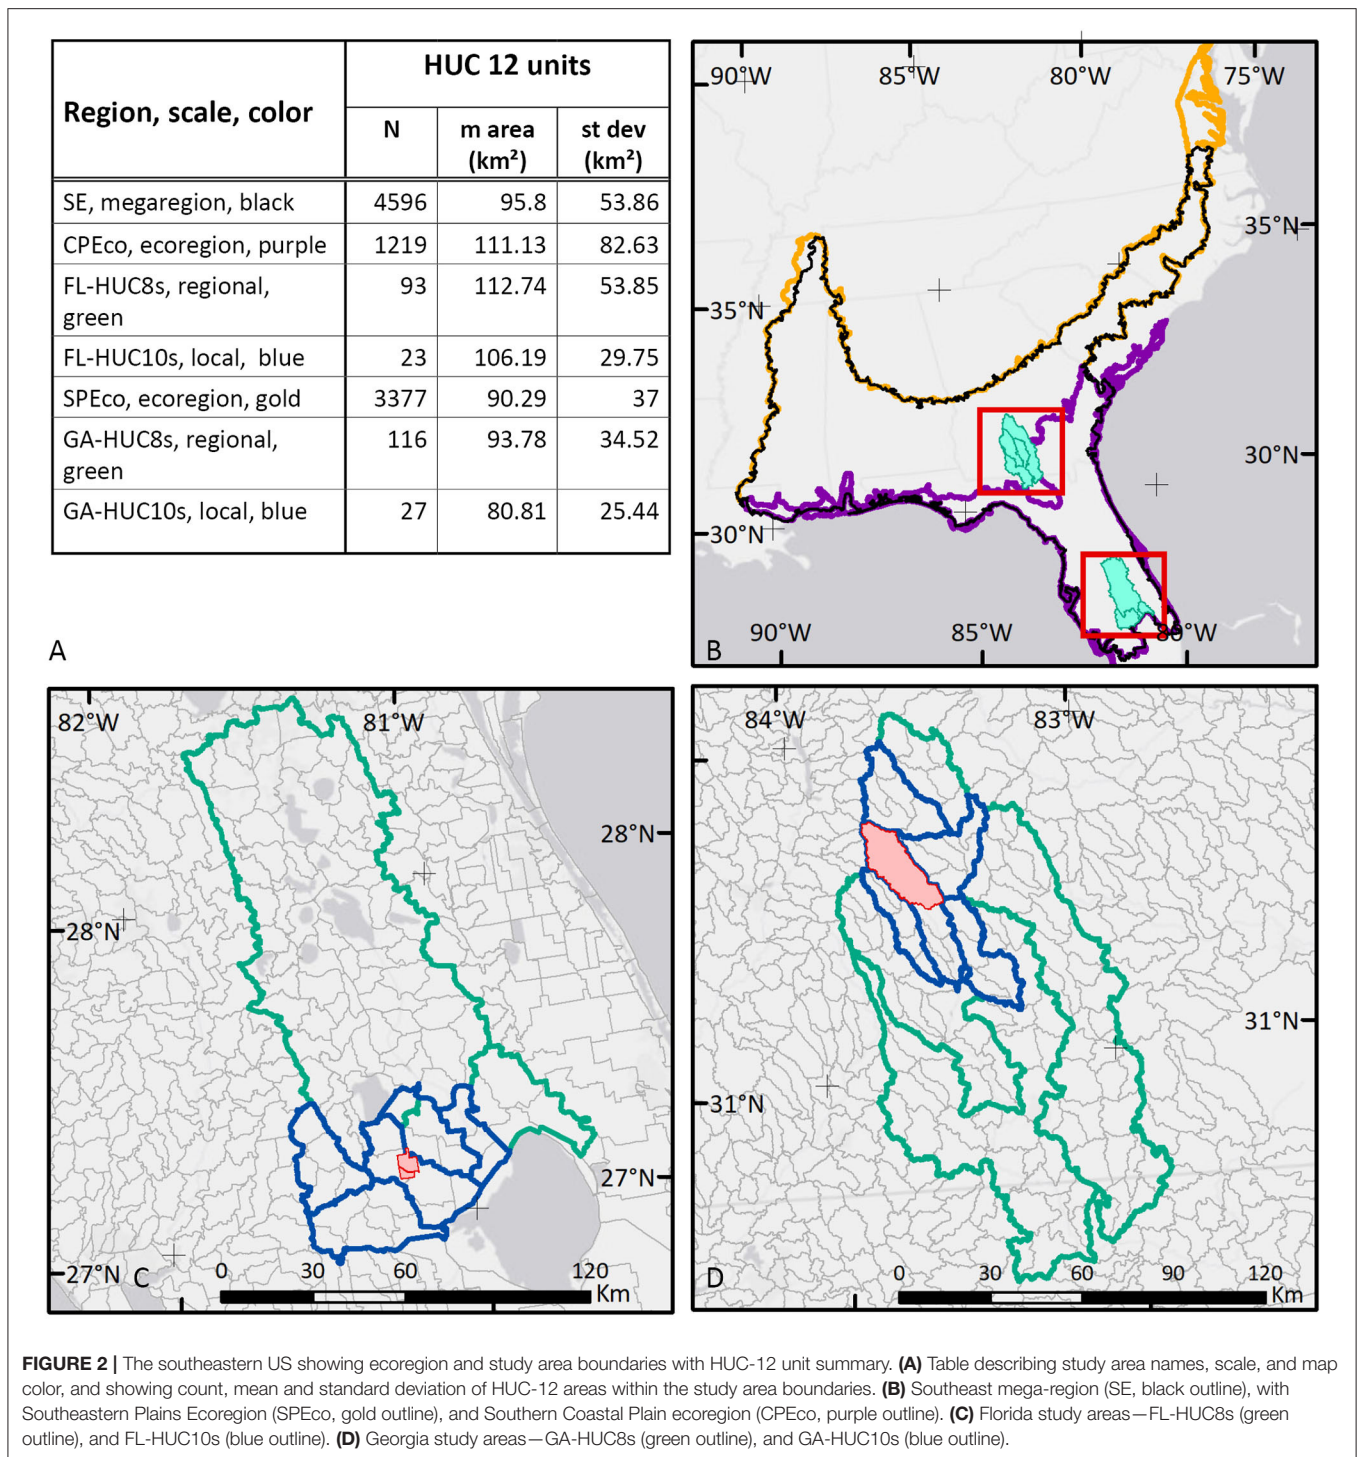 Region, scale, color
HUC 12 units
N
m area
(km²)
st dev
(km²)
SE, megaregion, black 4596 95.8 53.86
CPEco, ecoregion, purple 1219 111.13 82.63
FL-HUC8s, regional,
green
93 112.74 53.85
FL-HUC10s, local, blue 23 106.19 29.75
SPEco, ecoregion, gold 3377 90.29 37
GA-HUC8s, regional,
green
116 93.78 34.52
GA-HUC10s, local, blue 27 80.81 25.44
A
90°W 85°W 80°W 75°W
35°N
35°N
30°N
30°N
90°W 85°W 80°W
B
82°W 81°W
28°N
28°N
27°N
27°N
C
0 30 60 120
Km
84°W 83°W
31°N
31°N
D
0 30 60 90 120
Km
FIGURE 2 | The southeastern US showing ecoregion and study area boundaries with HUC-12 unit summary. (A) Table describing study area names, scale, and map
color, and showing count, mean and standard deviation of HUC-12 areas within the study area boundaries. (B) Southeast mega-region (SE, black outline), with
Southeastern Plains Ecoregion (SPEco, gold outline), and Southern Coastal Plain ecoregion (CPEco, purple outline). (C) Florida study areas—FL-HUC8s (green
outline), and FL-HUC10s (blue outline). (D) Georgia study areas—GA-HUC8s (green outline), and GA-HUC10s (blue outline).